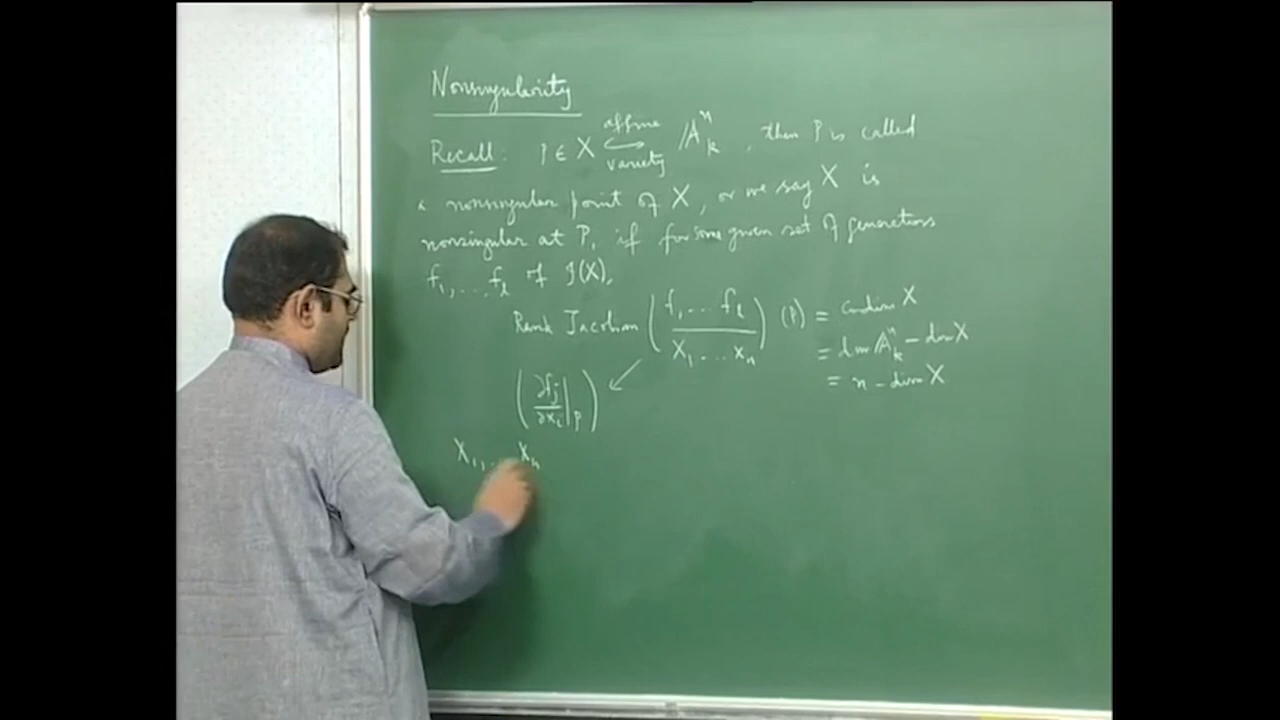 Nonsingularity
Recall: P ∈ X ↪ affine variety 𝔸ⁿₖ, then P is called
a nonsingular point of X, or we say X is
nonsingular at P, if for some given set of generators
f₁,...fₗ of I(X),
Rank Jacobian (f₁,...fₗ / X₁...Xₙ) (P) = codim X
= dim 𝔸ⁿₖ - dim X
= n - dim X
(∂fⱼ/∂xᵢ |P)
X₁,... Xₙ